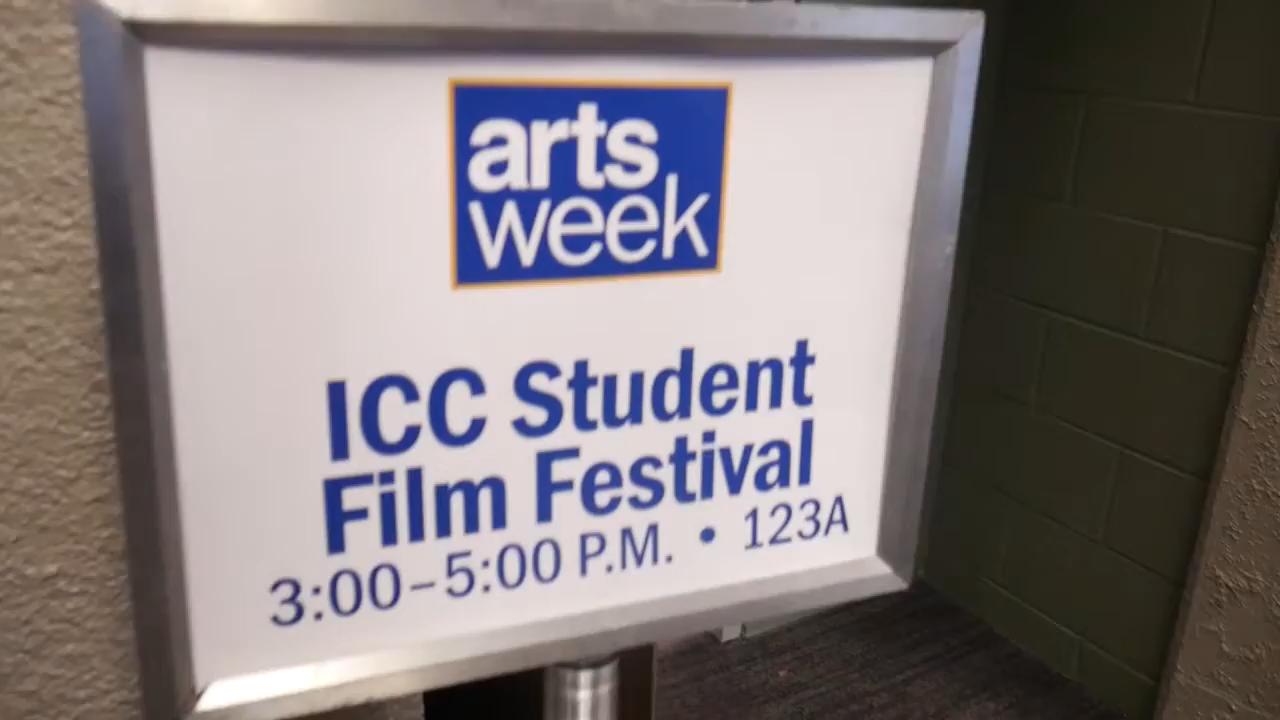 arts
week
ICC Student
Film Festival
3:00–5:00 P.M. • 123A